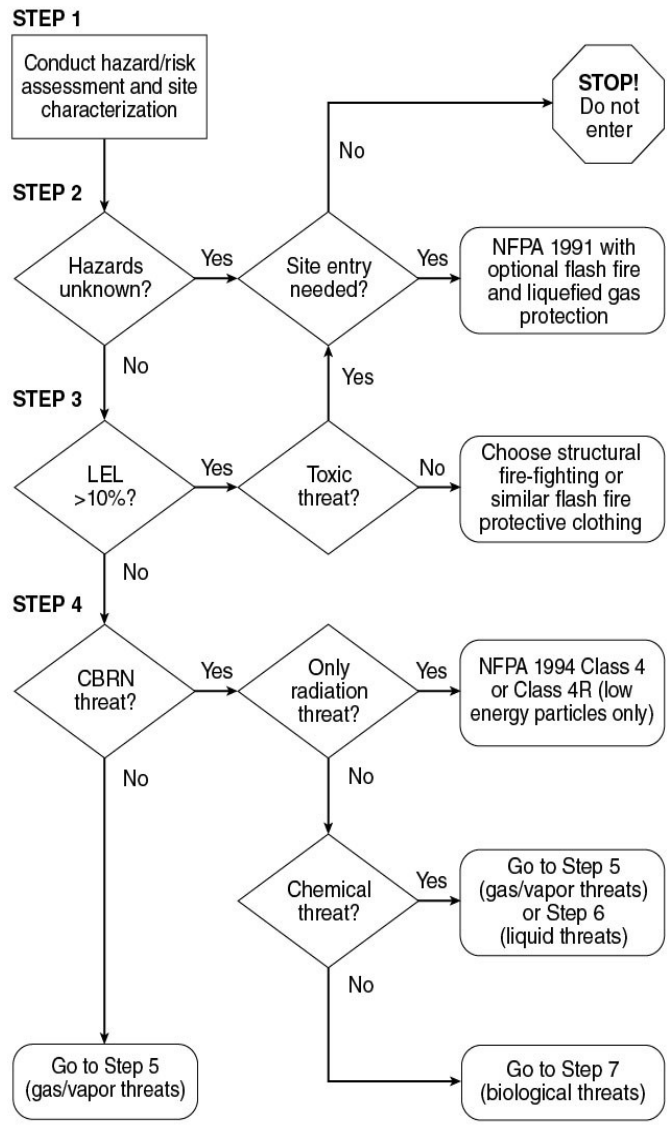 STEP 1
Conduct hazard/risk
assessment and site
characterization
STOP!
Do not
enter
No
STEP 2
Hazards
unknown?
Yes
Site entry
needed?
Yes
NFPA 1991 with
optional flash fire
and liquefied gas
protection
No
Yes
STEP 3
LEL
>10%?
Yes
Toxic
threat?
No
Choose structural
fire-fighting or
similar flash fire
protective clothing
No
STEP 4
CBRN
threat?
Yes
Only
radiation
threat?
Yes
NFPA 1994 Class 4
or Class 4R (low
energy particles only)
No
No
Chemical
threat?
Yes
Go to Step 5
(gas/vapor threats)
or Step 6
(liquid threats)
No
Go to Step 5
(gas/vapor threats)
Go to Step 7
(biological threats)